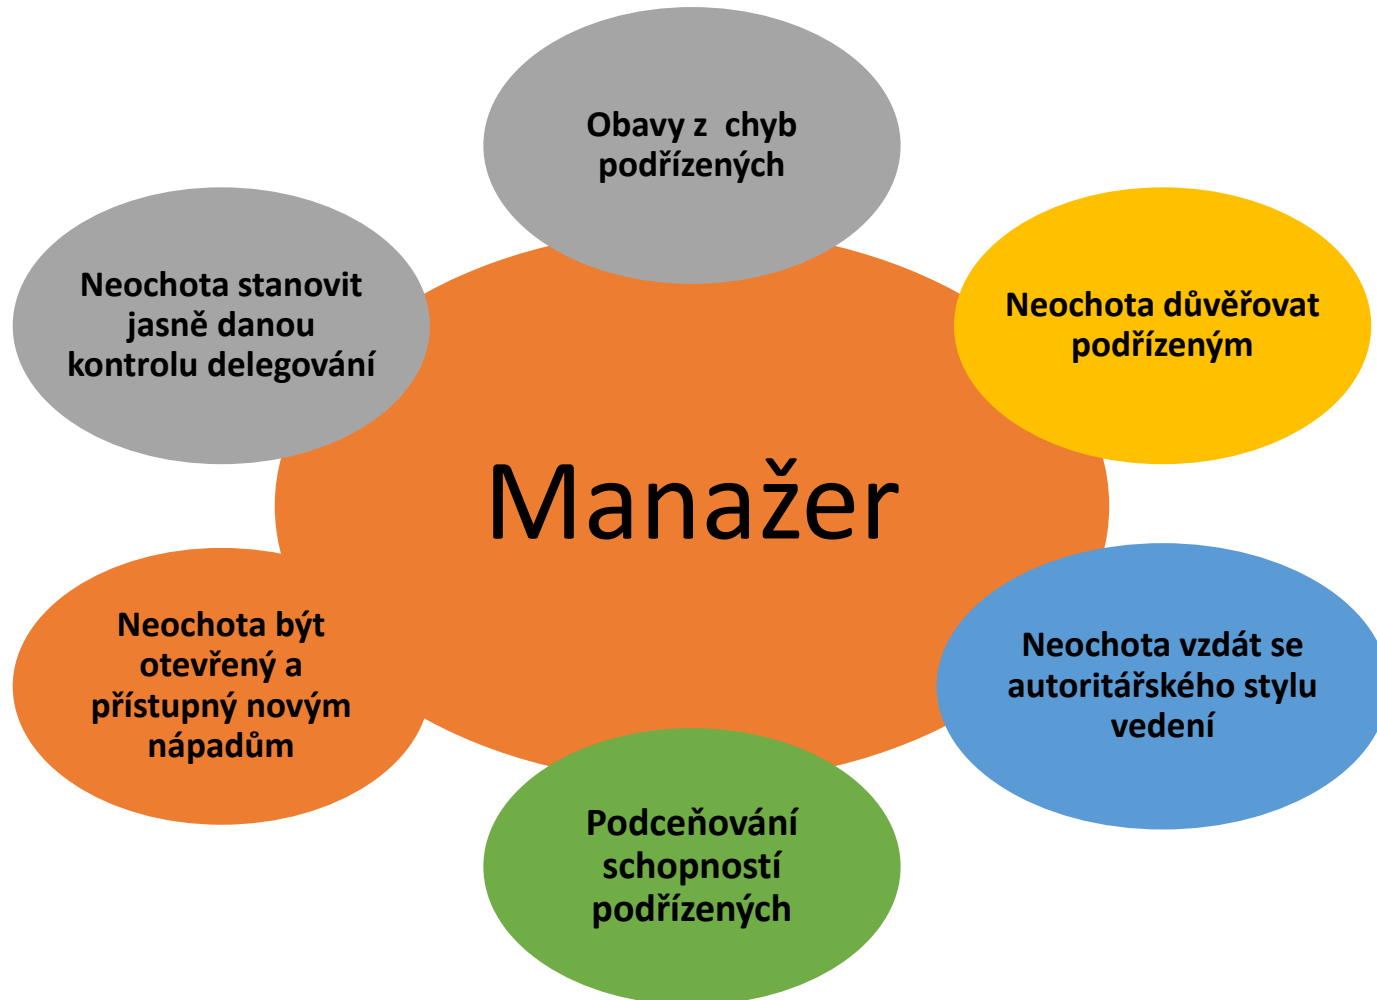 Obavy z  chyb
podřízených
Neochota důvěřovat
podřízeným
Neochota vzdát se
autoritářského stylu
vedení
Podceňování
schopností
podřízených
Neochota být
otevřený a
přístupný novým
nápadům
Neochota stanovit
jasně danou
kontrolu delegování
Manažer